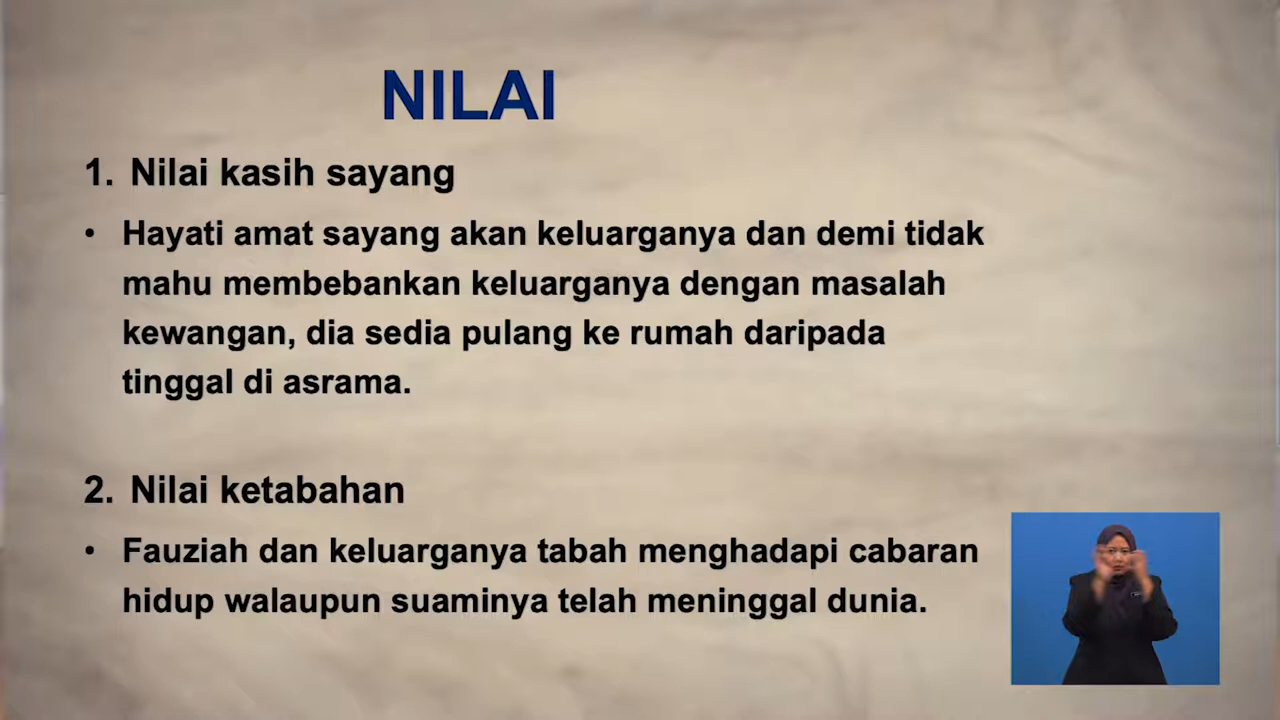 NILAI
1. Nilai kasih sayang
• Hayati amat sayang akan keluarganya dan demi tidak
mahu membebankan keluarganya dengan masalah
kewangan, dia sedia pulang ke rumah daripada
tinggal di asrama.
2. Nilai ketabahan
• Fauziah dan keluarganya tabah menghadapi cabaran
hidup walaupun suaminya telah meninggal dunia.